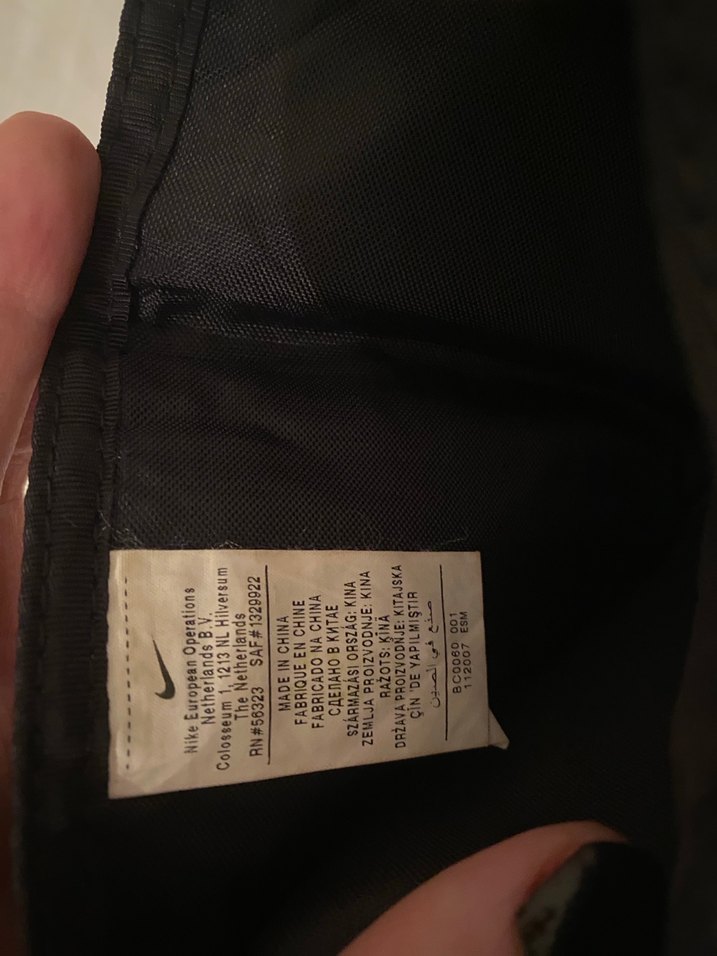 Nike European Operations
Netherlands B.V.
Colosseum 1, 1213 NL Hilversum
The Netherlands
RN#56323 SAF#1329922
MADE IN CHINA
FABRIQUE EN CHINE
FABRICADO NA CHINA
СДЕЛАНО В КИТАЕ
SZÁRMAZÁSI ORSZÁG: KINA
ZEMLJA PROIZVODNJE: KINA
RAŽOTS: ĶĪNĀ
DRŽAVA PROIZVODNJE: KITAJSKA
ÇİN 'DE YAPILMIŞTIR
صنع في الصين
BC0060 001
112007 ESM